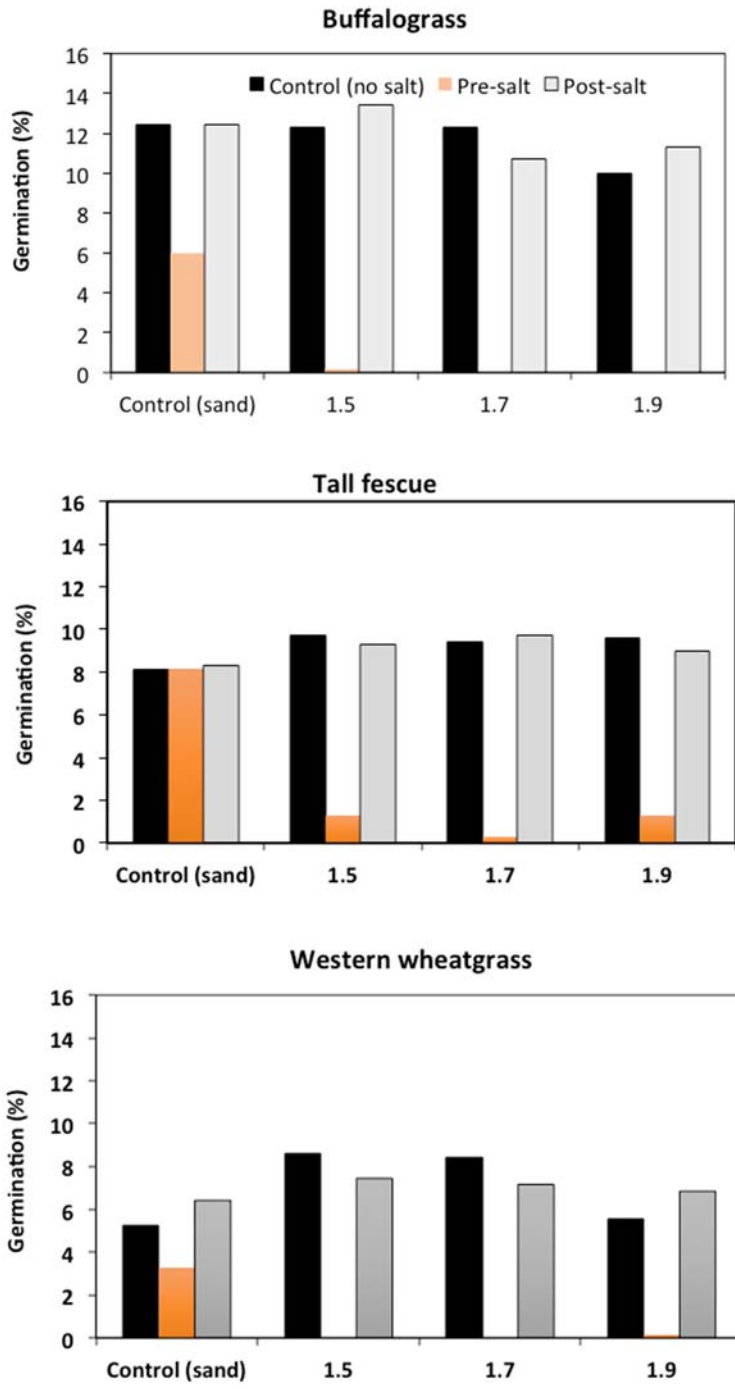 Buffalograss
Control (no salt) Pre-salt Post-salt
16
14
12
10
8
6
4
2
0
Germination (%)
Control (sand) 1.5 1.7 1.9
Tall fescue
16
14
12
10
8
6
4
2
0
Germination (%)
Control (sand) 1.5 1.7 1.9
Western wheatgrass
16
14
12
10
8
6
4
2
0
Germination (%)
Control (sand) 1.5 1.7 1.9